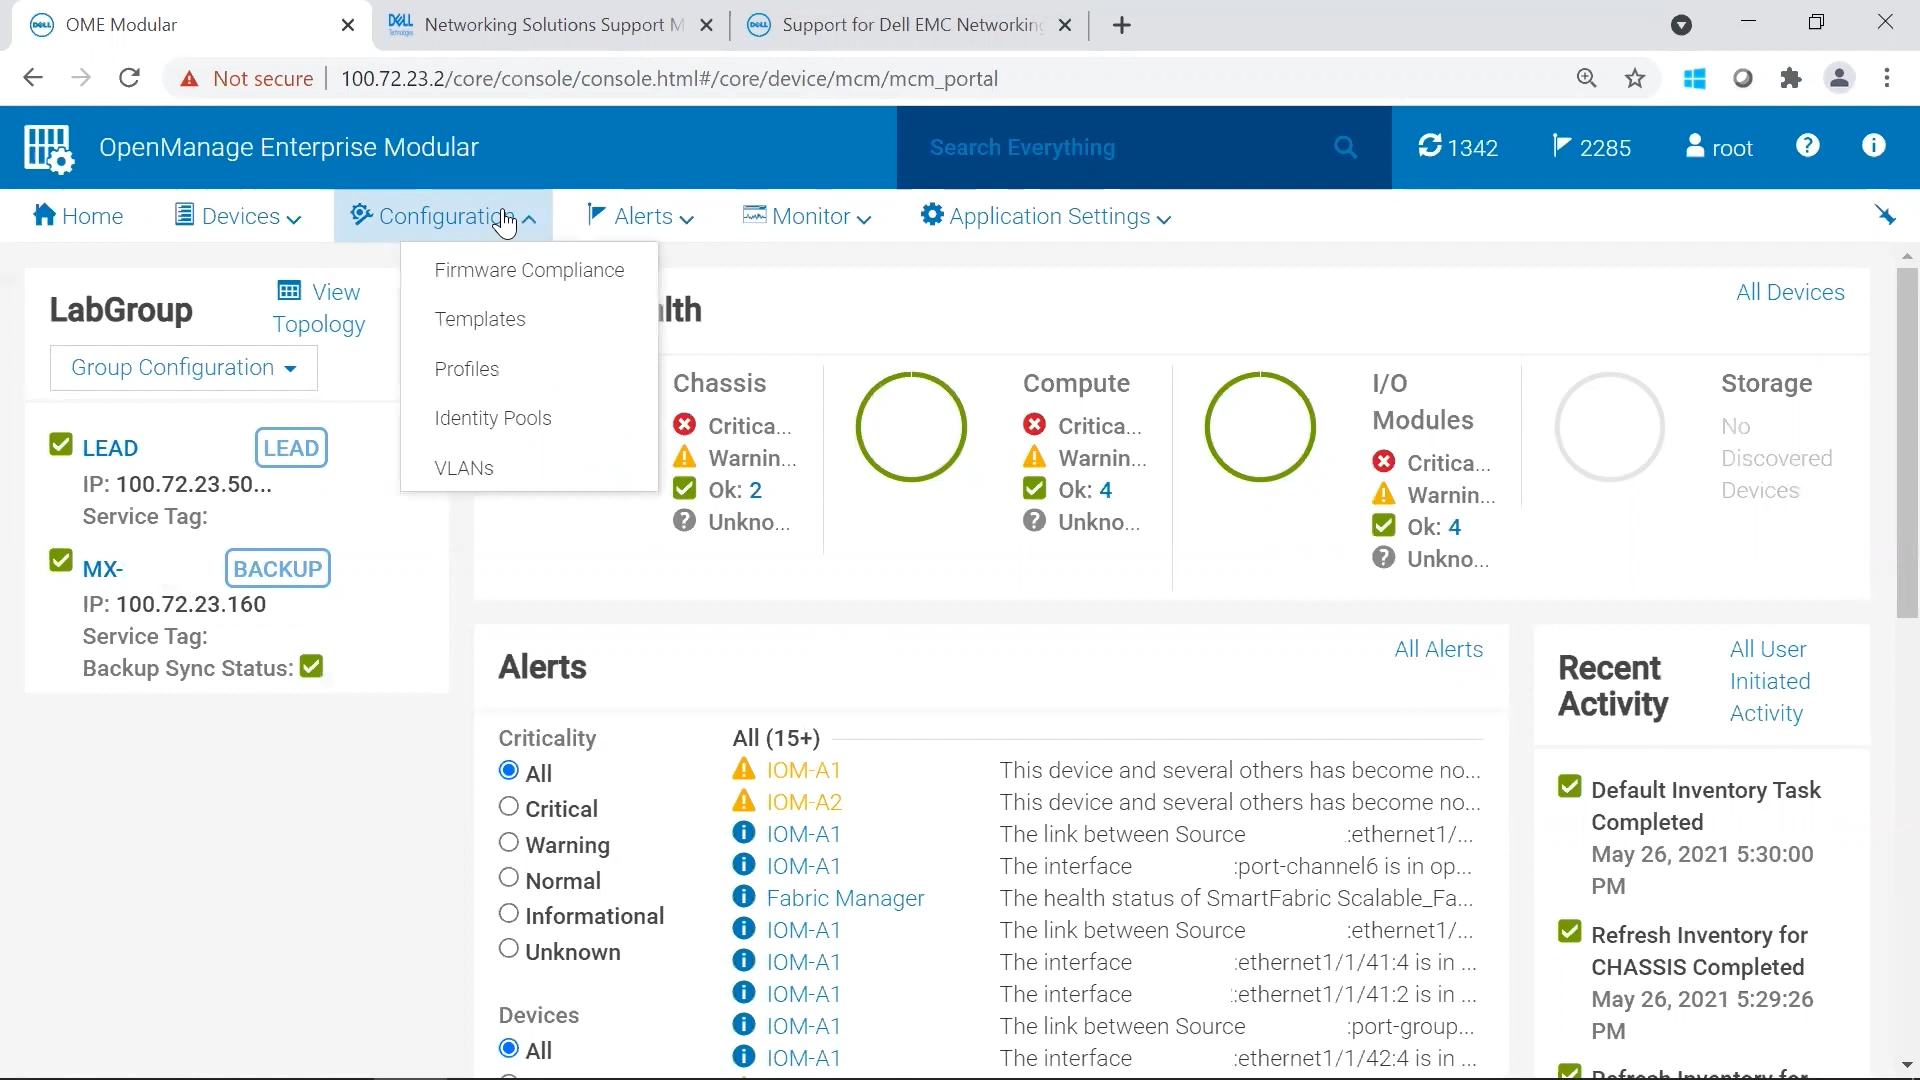 OME Modular
DELL Technologies Networking Solutions Support M
Support for Dell EMC Networking
Not secure 100.72.23.2/core/console/console.html#/core/device/mcm/mcm_portal
OpenManage Enterprise Modular
Search Everything
1342
2285
root
Home
Devices
Configuration
Alerts
Monitor
Application Settings
Firmware Compliance
Templates
Profiles
Identity Pools
VLANs
LabGroup
View
Topology
Group Configuration
LEAD LEAD
IP: 100.72.23.50...
Service Tag:
MX- BACKUP
IP: 100.72.23.160
Service Tag:
Backup Sync Status:
lth
All Devices
Chassis
Critica...
Warnin...
Ok: 2
Unkno...
Compute
Critica...
Warnin...
Ok: 4
Unkno...
I/O
Modules
Critica...
Warnin...
Ok: 4
Unkno...
Storage
No
Discovered
Devices
Alerts
All Alerts
Criticality
All
Critical
Warning
Normal
Informational
Unknown
Devices
All
All (15+)
IOM-A1 This device and several others has become no...
IOM-A2 This device and several others has become no...
IOM-A1 The link between Source :ethernet1/...
IOM-A1 The interface :port-channel6 is in op...
Fabric Manager The health status of SmartFabric Scalable_Fa...
IOM-A1 The link between Source :ethernet1/...
IOM-A1 The interface :ethernet1/1/41:4 is in ...
IOM-A1 The interface :ethernet1/1/41:2 is in ...
IOM-A1 The link between Source :port-group...
IOM-A1 The interface :ethernet1/1/42:4 is in ...
Recent
Activity
All User
Initiated
Activity
Default Inventory Task
Completed
May 26, 2021 5:30:00
PM
Refresh Inventory for
CHASSIS Completed
May 26, 2021 5:29:26
PM
Refresh Inventory for